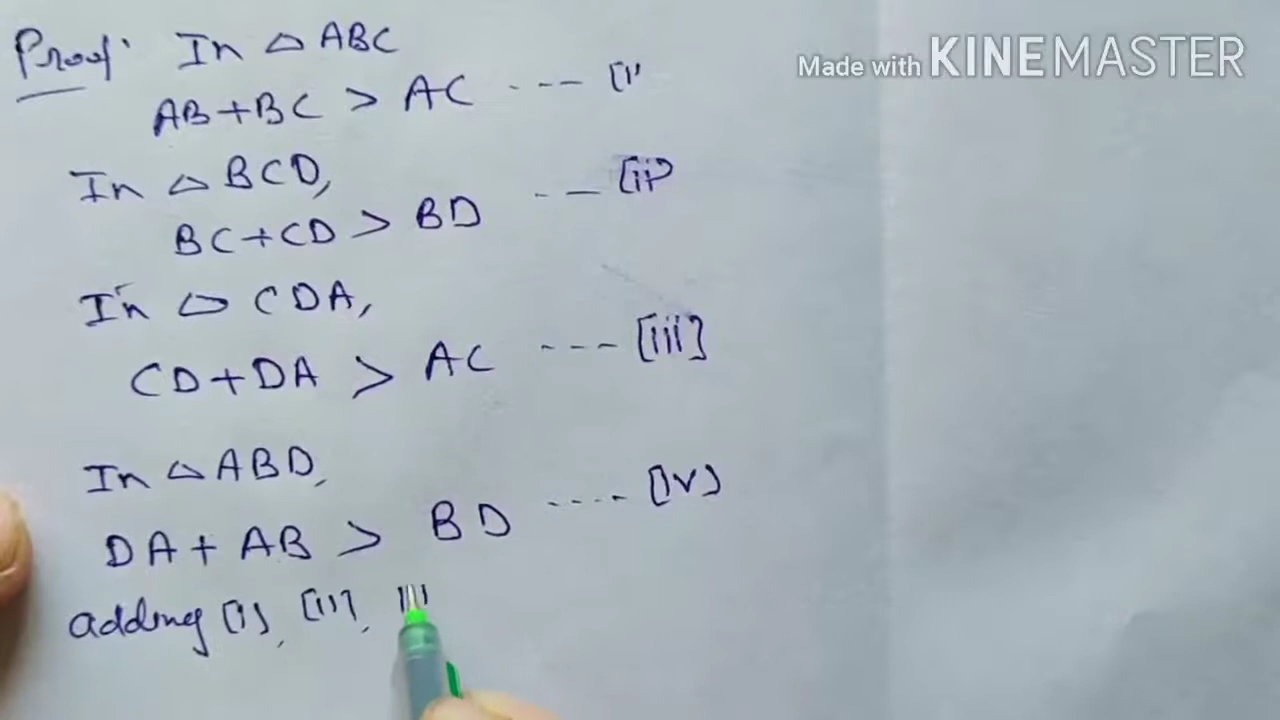 Proof: In △ ABC
Made with KINEMASTER
AB+BC > AC ---- [i
In △ BCD,
BC+CD > BD -- [ii]
In △ CDA,
CD+DA > AC --- [iii]
In △ ABD,
DA + AB > BD ---- [iv]
adding [i], [ii],